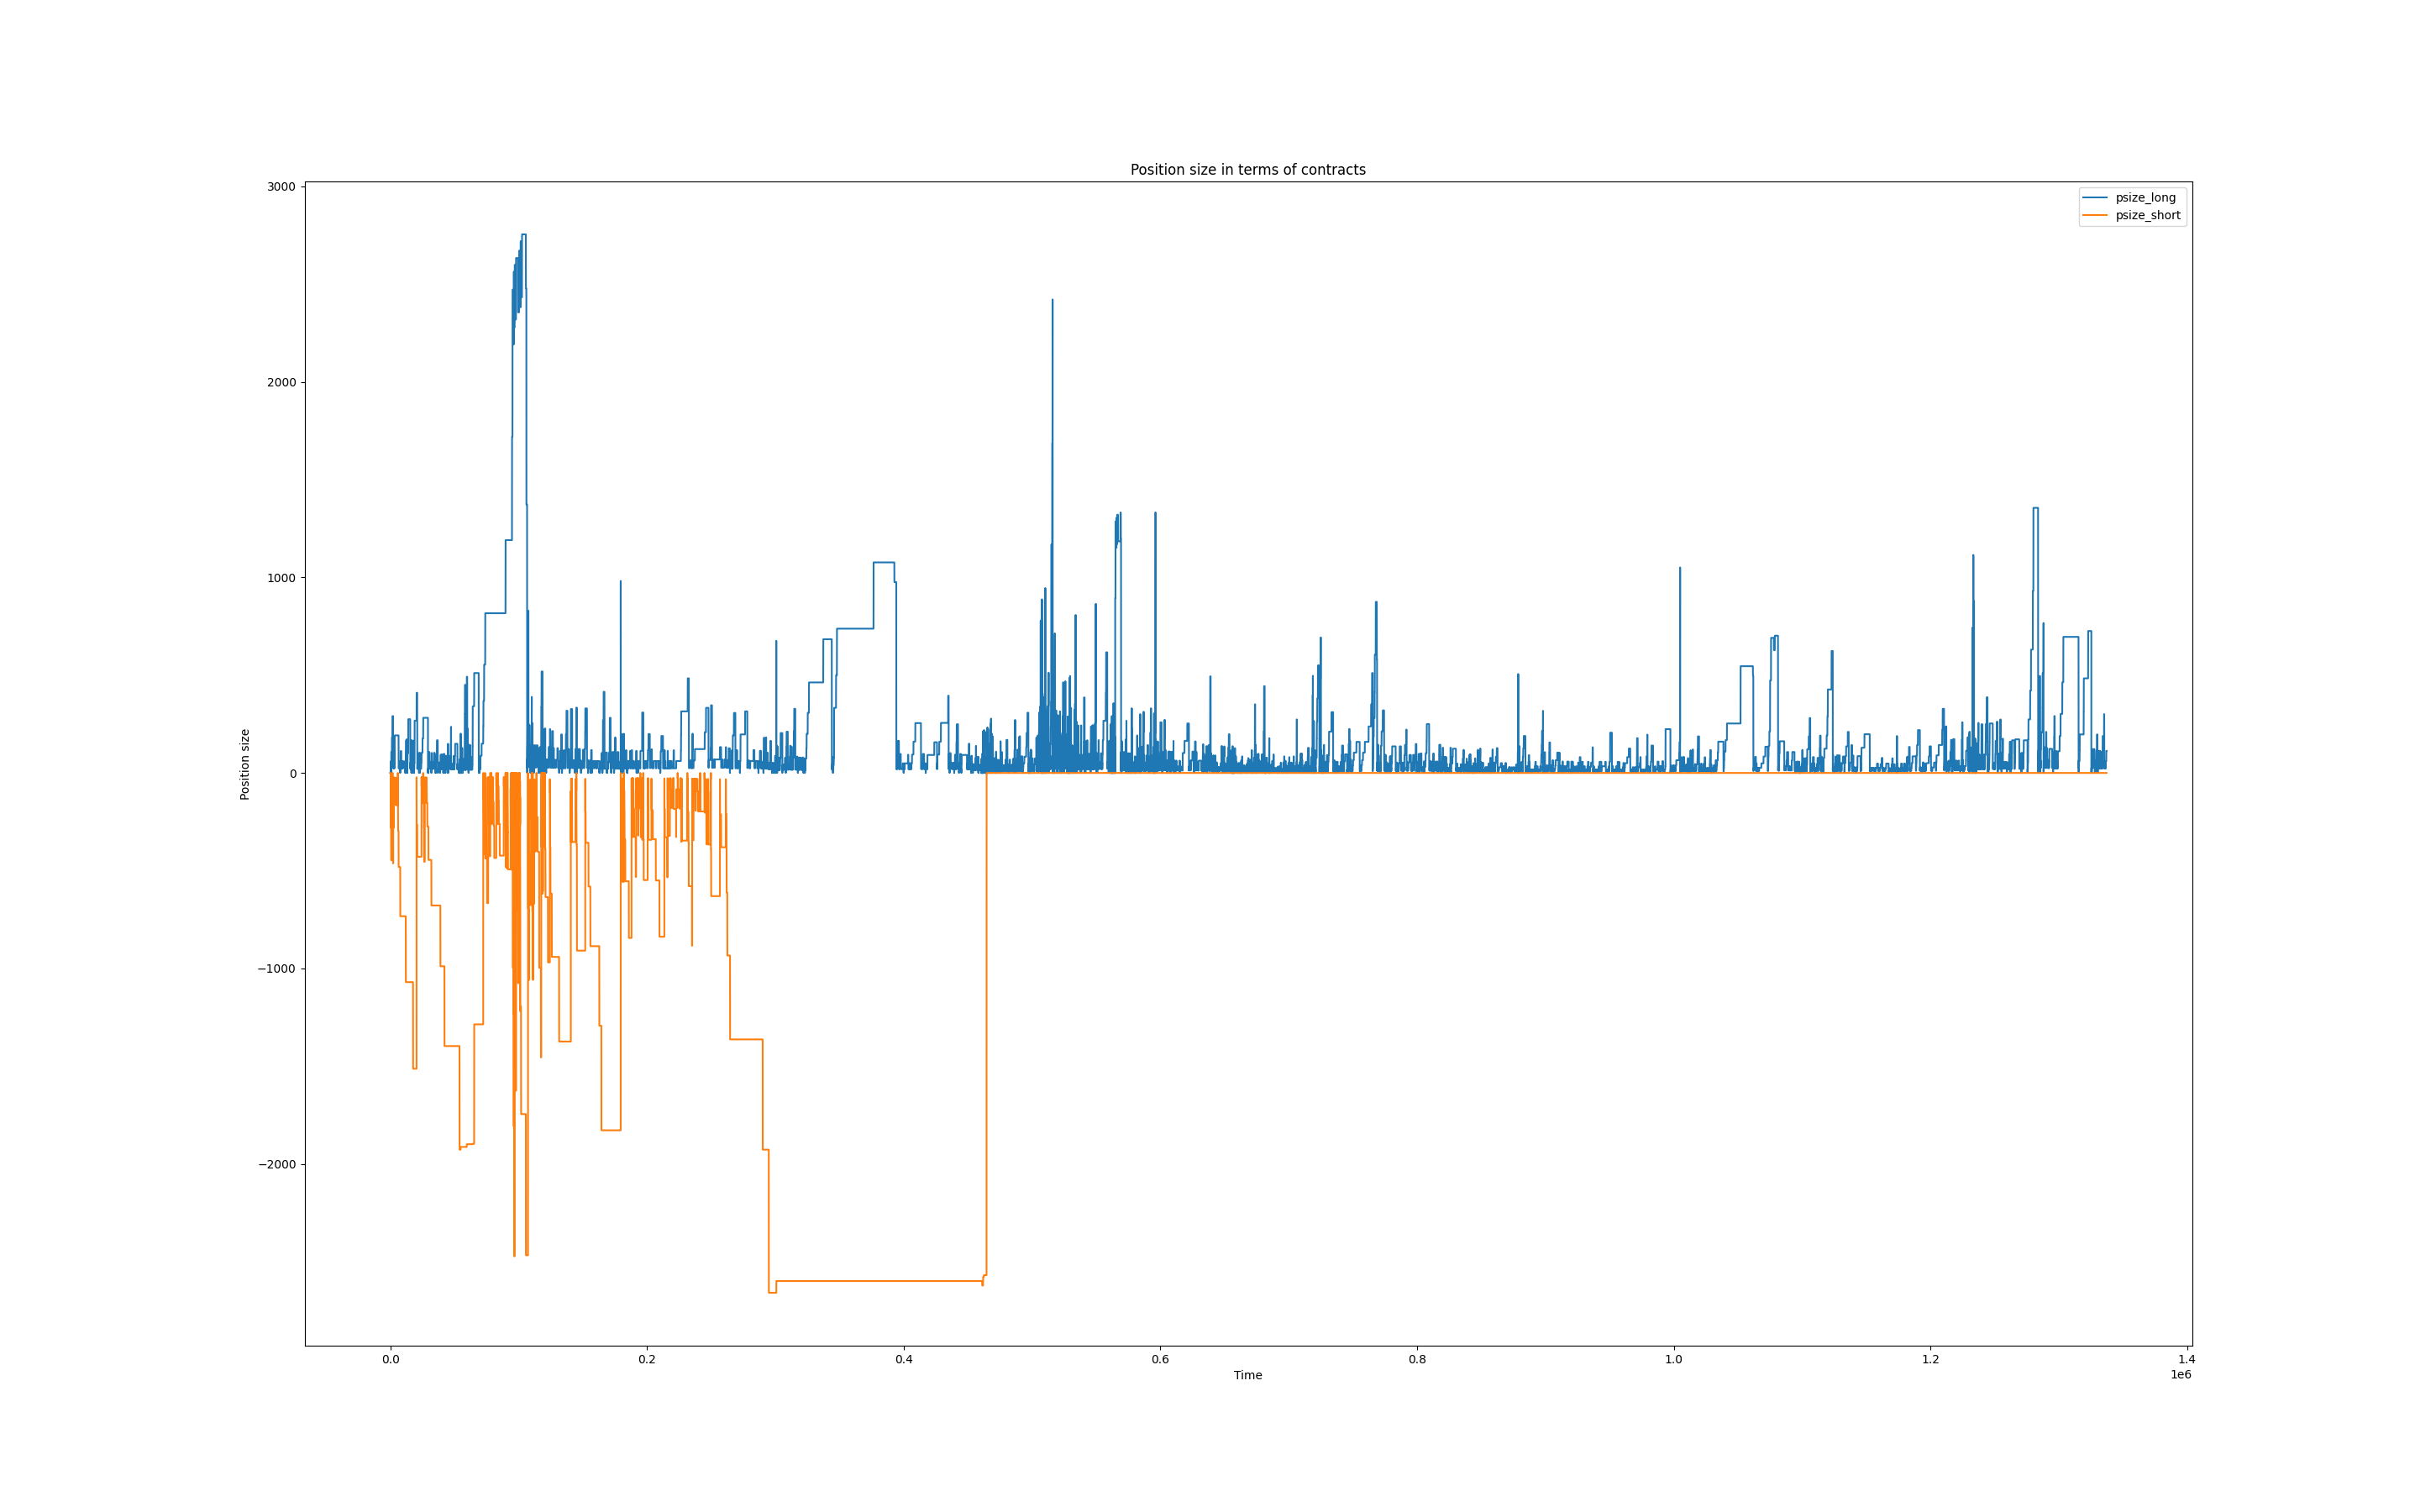 Position size in terms of contracts
psize_long
psize_short
3000
2000
1000
0
−1000
−2000
Position size
0.0 0.2 0.4 0.6 0.8 1.0 1.2 1.4
Time
1e6